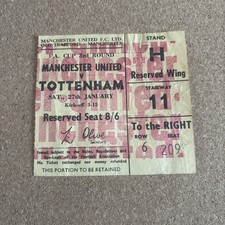 MANCHESTER UNITED F.C. LTD.
OLD TRAFFORD - MANCHESTER
F.A. CUP 3rd ROUND
MANCHESTER UNITED
v
TOTTENHAM
SAT., 27th JANUARY
Kick-off 3.15
Reserved Seat 8/6
Secretary
THIS PORTION TO BE RETAINED
STAND
H
Reserved Wing
STAIRWAY
11
To the RIGHT
ROW SEAT
6 209